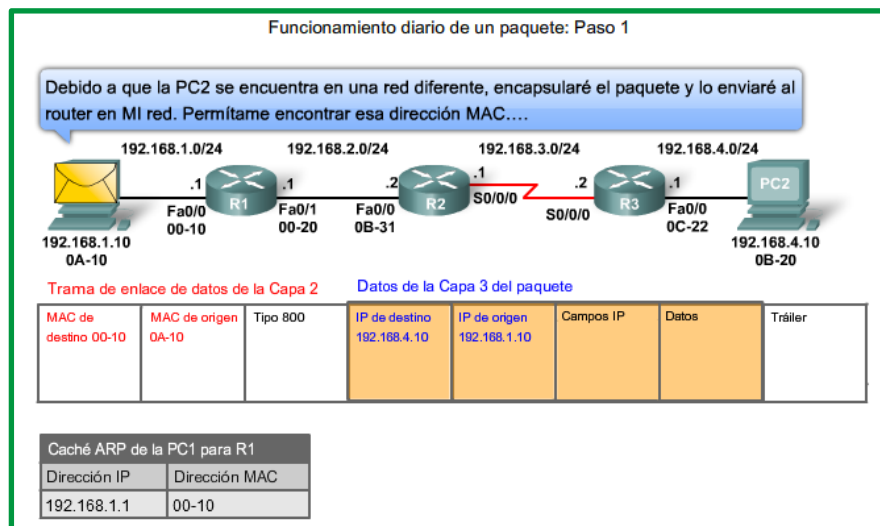 Funcionamiento diario de un paquete: Paso 1
Debido a que la PC2 se encuentra en una red diferente, encapsularé el paquete y lo enviaré al
router en MI red. Permítame encontrar esa dirección MAC....
192.168.1.0/24 192.168.2.0/24 192.168.3.0/24 192.168.4.0/24
.1 R1 .1 .2 R2 .1 .2 R3 .1 PC2
Fa0/0 Fa0/1 Fa0/0 S0/0/0 S0/0/0 Fa0/0
00-10 00-20 0B-31 0C-22
192.168.1.10 192.168.4.10
0A-10 0B-20
Trama de enlace de datos de la Capa 2 Datos de la Capa 3 del paquete
MAC de MAC de origen Tipo 800 IP de destino IP de origen Campos IP Datos Tráiler
destino 00-10 0A-10 192.168.4.10 192.168.1.10
Caché ARP de la PC1 para R1
Dirección IP Dirección MAC
192.168.1.1 00-10